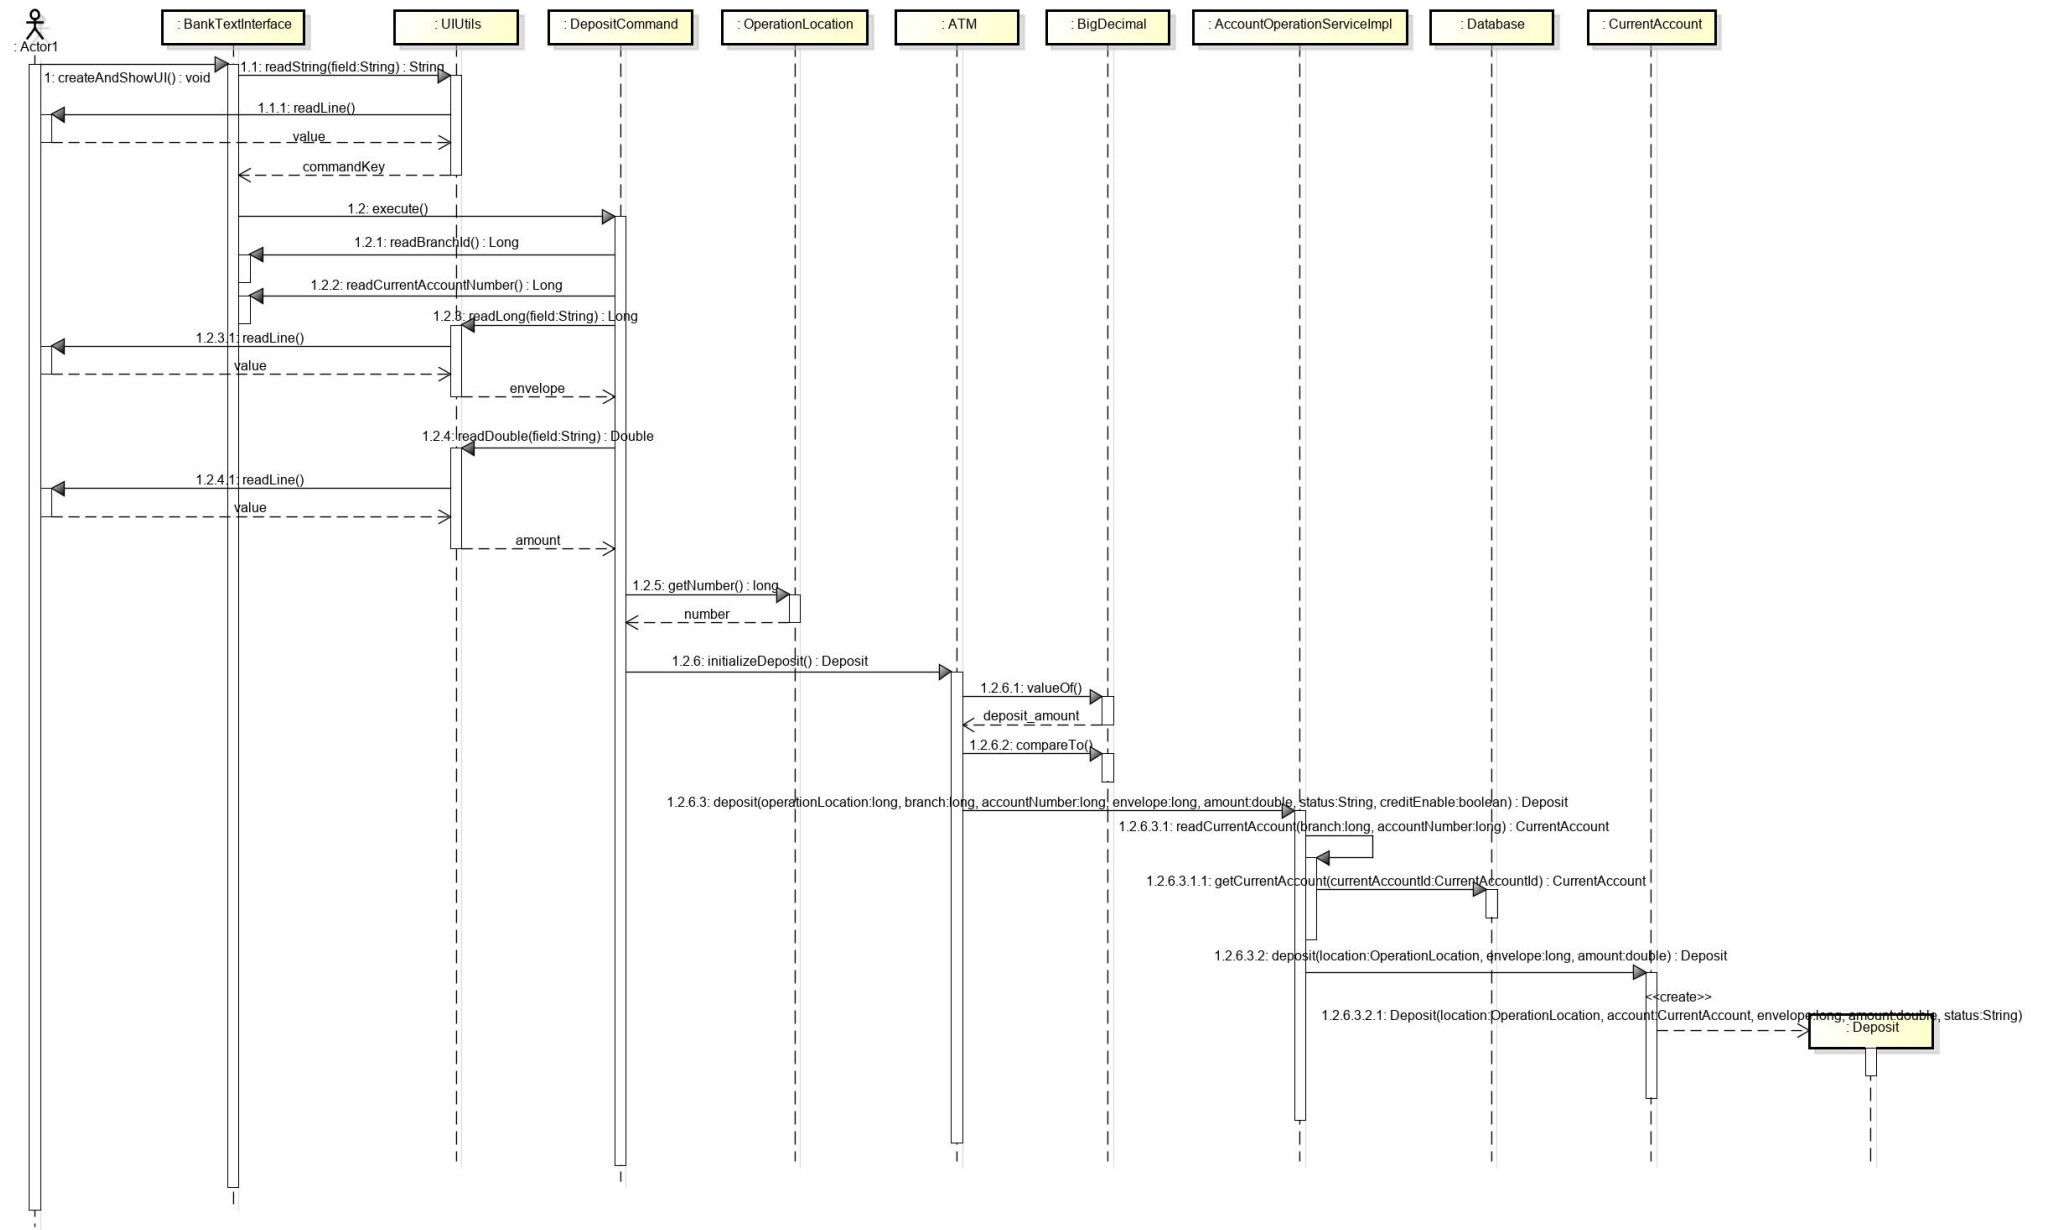 : Actor1
: BankTextInterface
: UIUtils
: DepositCommand
: OperationLocation
: ATM
: BigDecimal
: AccountOperationServiceImpl
: Database
: CurrentAccount
1: createAndShowUI() : void
1.1: readString(field:String) : String
1.1.1: readLine()
value
commandKey
1.2: execute()
1.2.1: readBranchId() : Long
1.2.2: readCurrentAccountNumber() : Long
1.2.3: readLong(field:String) : Long
1.2.3.1: readLine()
value
envelope
1.2.4: readDouble(field:String) : Double
1.2.4.1: readLine()
value
amount
1.2.5: getNumber() : long
number
1.2.6: initializeDeposit() : Deposit
1.2.6.1: valueOf()
deposit_amount
1.2.6.2: compareTo()
1.2.6.3: deposit(operationLocation:long, branch:long, accountNumber:long, envelope:long, amount:double, status:String, creditEnable:boolean) : Deposit
1.2.6.3.1: readCurrentAccount(branch:long, accountNumber:long) : CurrentAccount
1.2.6.3.1.1: getCurrentAccount(currentAccountId:CurrentAccountId) : CurrentAccount
1.2.6.3.2: deposit(location:OperationLocation, envelope:long, amount:double) : Deposit
<<create>>
1.2.6.3.2.1: Deposit(location:OperationLocation, account:CurrentAccount, envelope:long, amount:double, status:String)
: Deposit